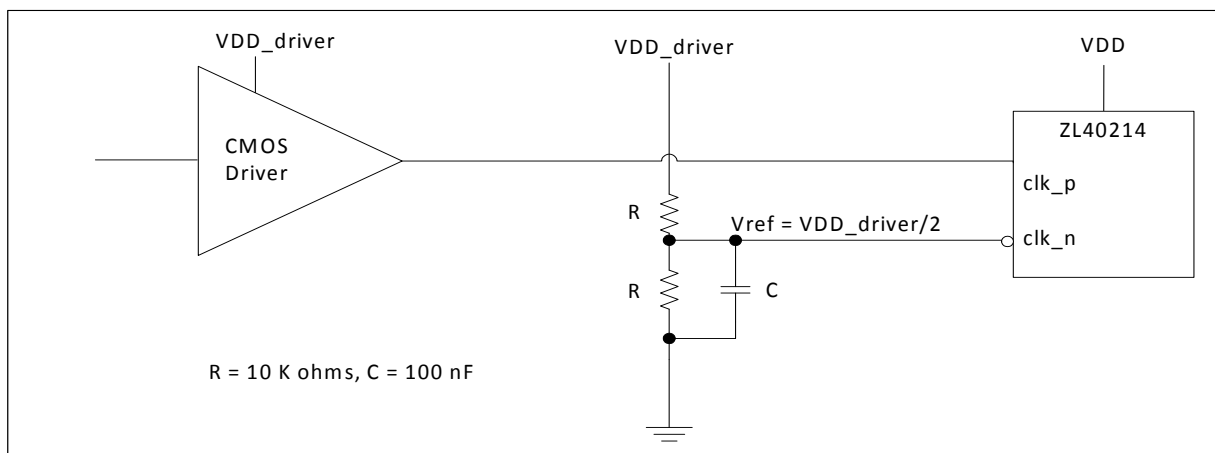 VDD_driver
VDD_driver
VDD
CMOS
Driver
ZL40214
clk_p
R
Vref = VDD_driver/2
clk_n
R
C
R = 10 K ohms, C = 100 nF